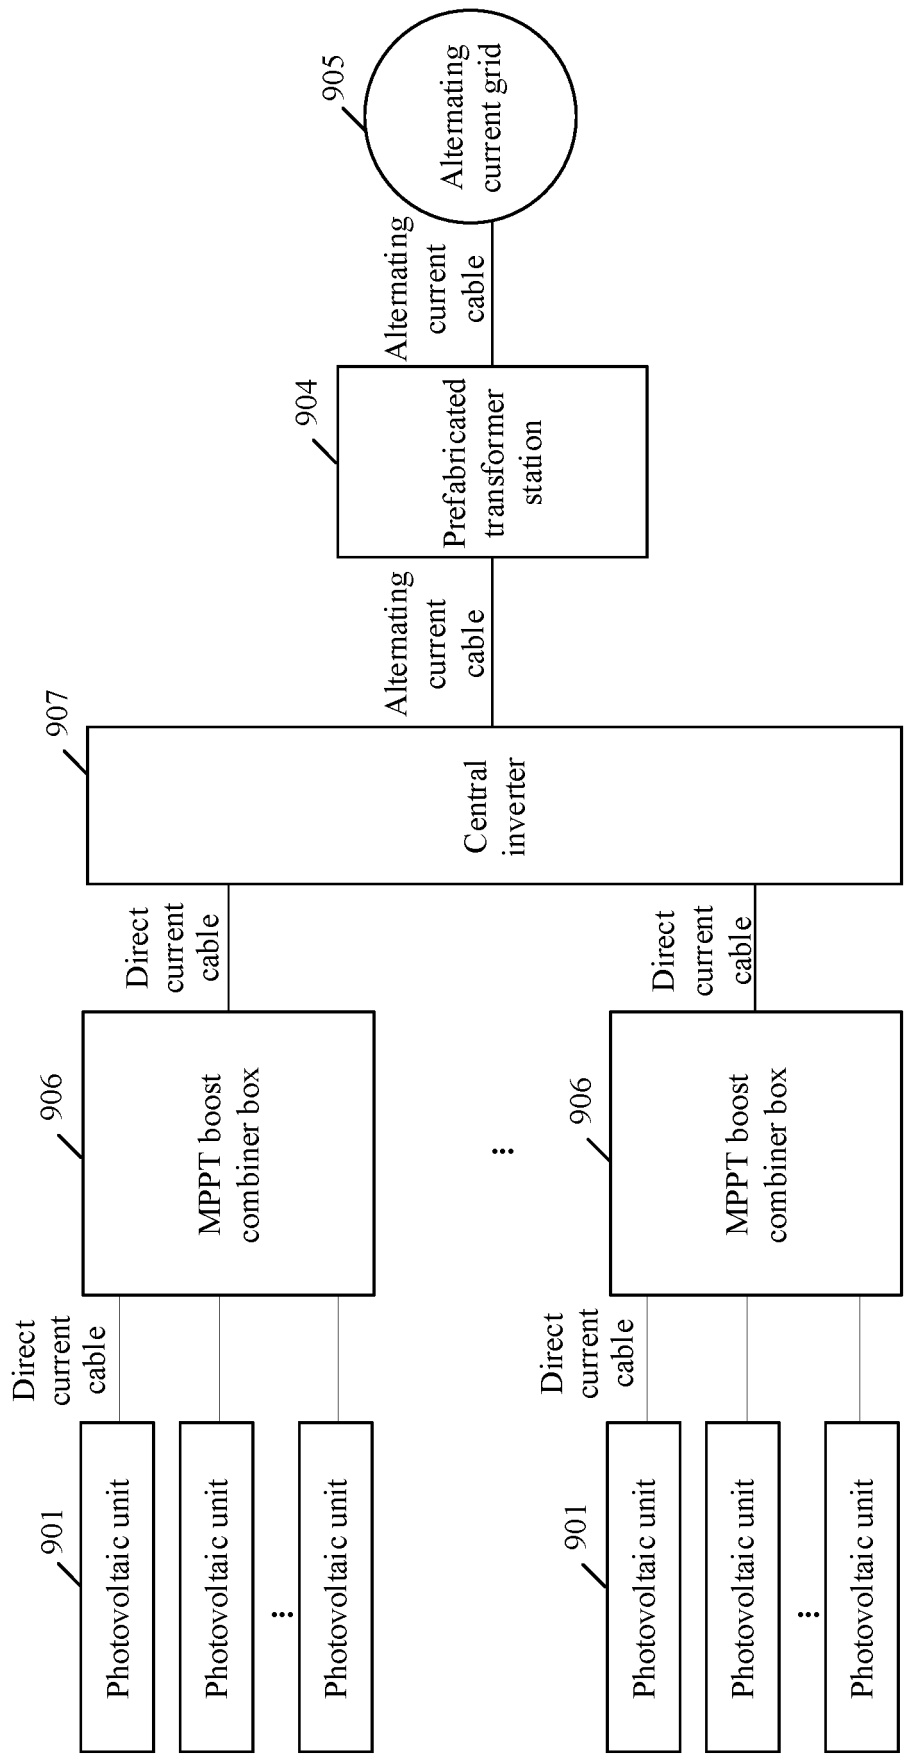 901
Photovoltaic unit
Photovoltaic unit
...
Photovoltaic unit
Direct
current
cable
906
MPPT boost
combiner box
Direct
current
cable
...
901
Photovoltaic unit
Photovoltaic unit
...
Photovoltaic unit
Direct
current
cable
906
MPPT boost
combiner box
Direct
current
cable
907
Central
inverter
Alternating
current
cable
904
Prefabricated
transformer
station
Alternating
current
cable
905
Alternating
current grid